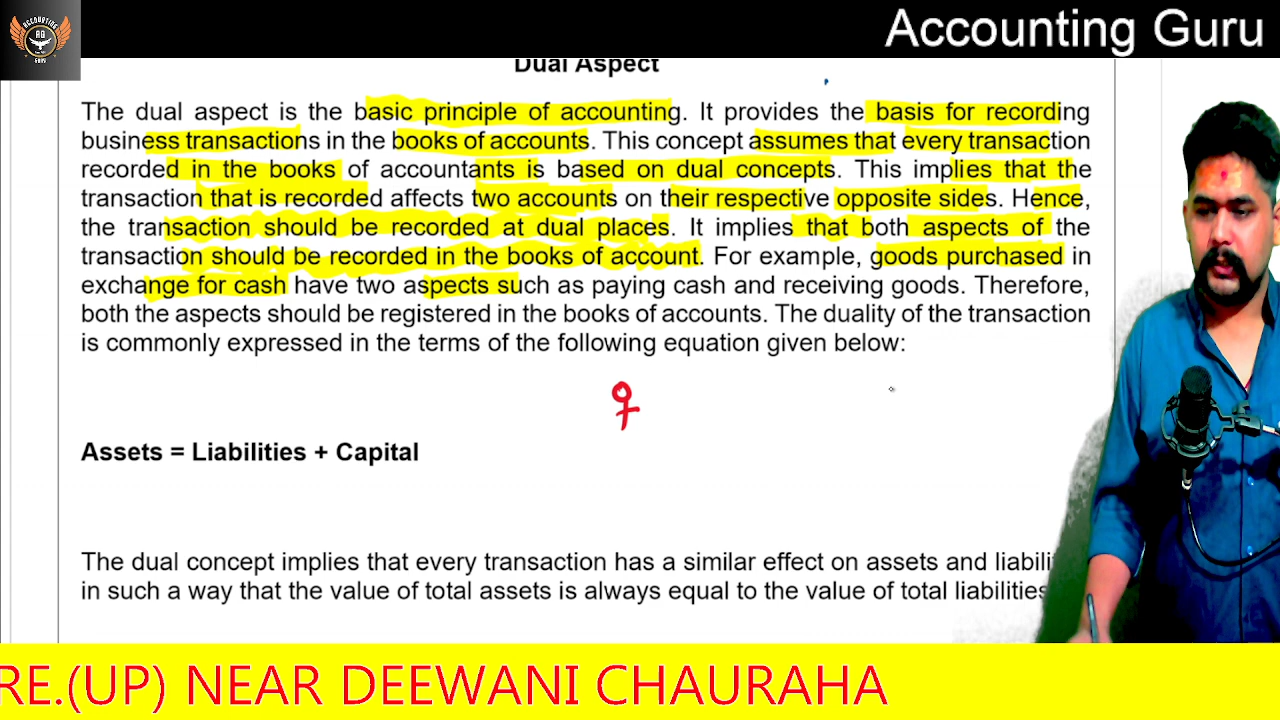 Accounting Guru
ACCOUNTING
AG
GURU
Dual Aspect
The dual aspect is the basic principle of accounting. It provides the basis for recording
business transactions in the books of accounts. This concept assumes that every transaction
recorded in the books of accountants is based on dual concepts. This implies that the
transaction that is recorded affects two accounts on their respective opposite sides. Hence,
the transaction should be recorded at dual places. It implies that both aspects of the
transaction should be recorded in the books of account. For example, goods purchased in
exchange for cash have two aspects such as paying cash and receiving goods. Therefore,
both the aspects should be registered in the books of accounts. The duality of the transaction
is commonly expressed in the terms of the following equation given below:
Assets = Liabilities + Capital
The dual concept implies that every transaction has a similar effect on assets and liabili
in such a way that the value of total assets is always equal to the value of total liabilities
RE.(UP) NEAR DEEWANI CHAURAHA